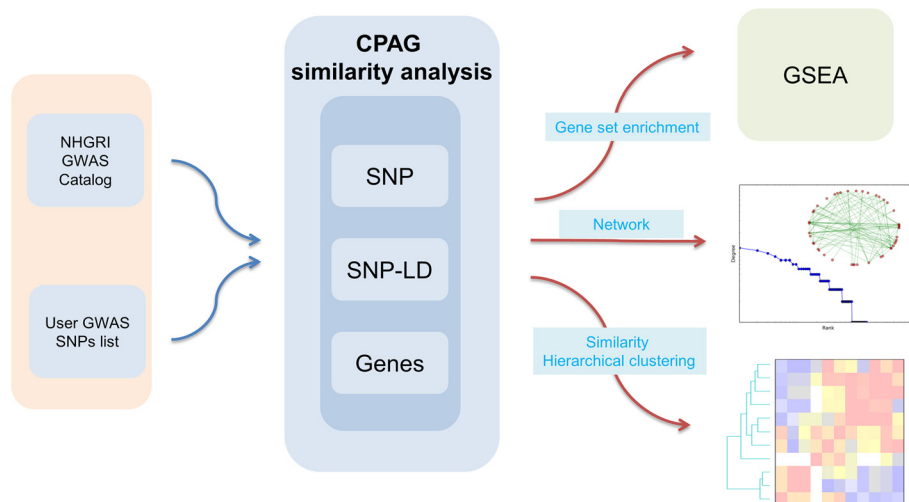 NHGRI
GWAS
Catalog
User GWAS
SNPs list
CPAG
similarity analysis
SNP
SNP-LD
Genes
Gene set enrichment
Network
Similarity
Hierarchical clustering
GSEA
Degree
Rank